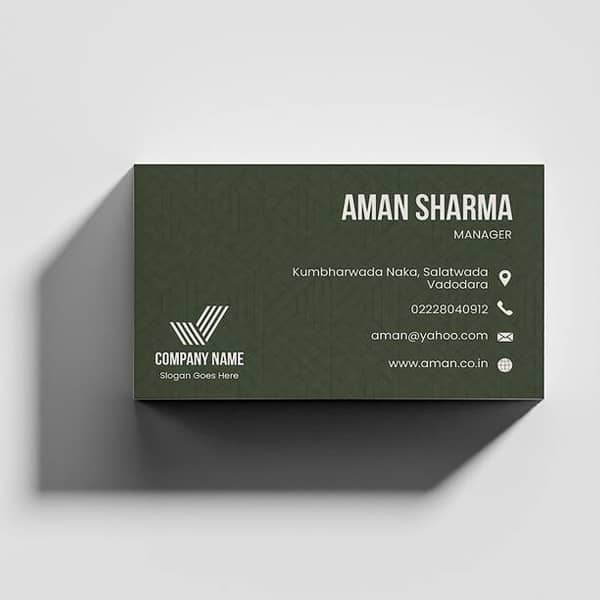 AMAN SHARMA
MANAGER
Kumbharwada Naka, Salatwada
Vadodara
02228040912
aman@yahoo.com
www.aman.co.in
COMPANY NAME
Slogan Goes Here